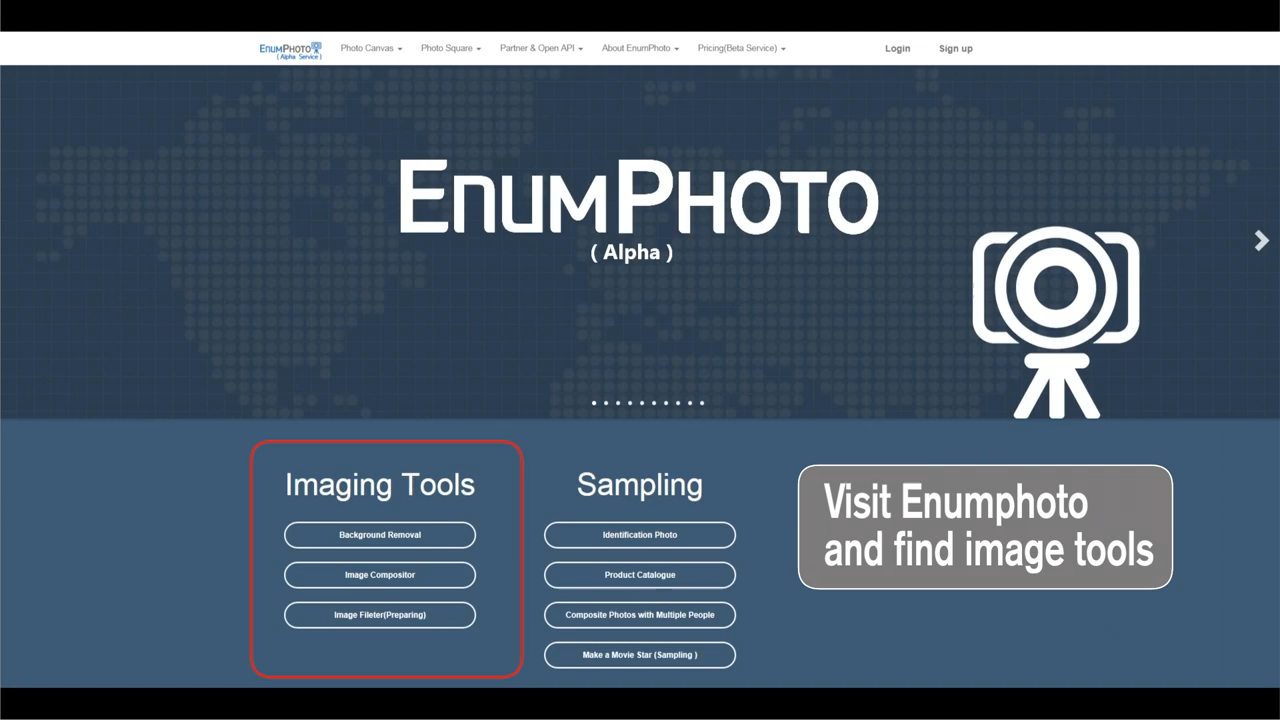 EnumPhoto
( Alpha Service )
Photo Canvas
Photo Square
Partner & Open API
About EnumPhoto
Pricing(Beta Service)
Login
Sign up
EnumPhoto
( Alpha )
Imaging Tools
Background Removal
Image Compositor
Image Fileter(Preparing)
Sampling
Identification Photo
Product Catalogue
Composite Photos with Multiple People
Make a Movie Star (Sampling )
Visit Enumphoto
and find image tools